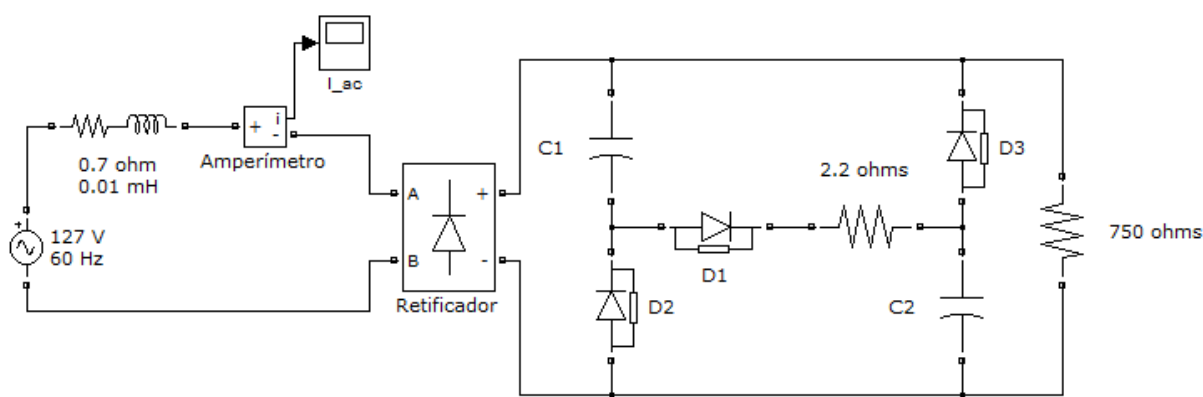 I_ac
0.7 ohm
0.01 mH
+
i
-
Amperímetro
+
127 V
60 Hz
A
+
B
-
Retificador
C1
D1
2.2 ohms
D2
D3
C2
750 ohms